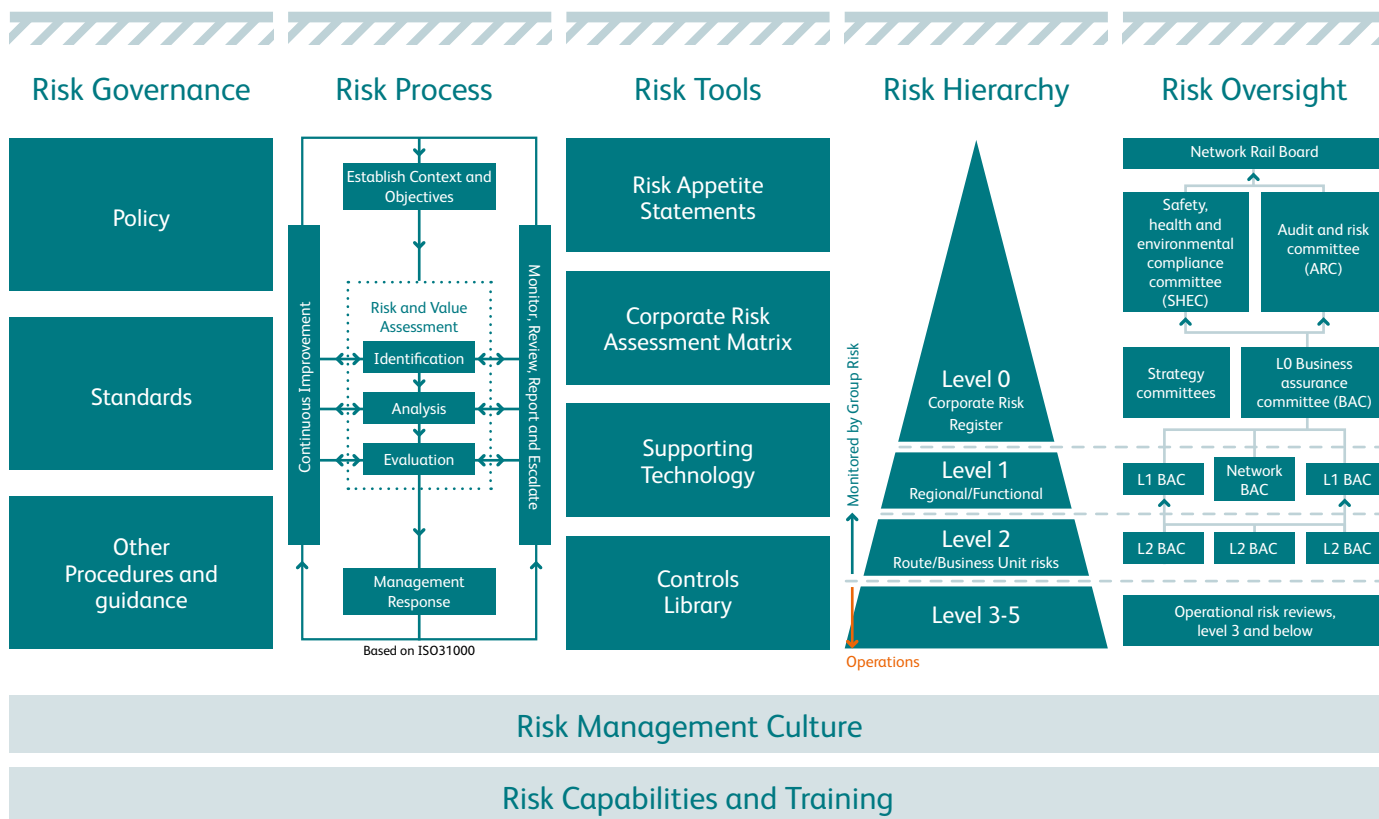 Risk Governance
Policy
Standards
Other
Procedures and
guidance
Risk Process
Establish Context and
Objectives
Continuous Improvement
Monitor, Review, Report and Escalate
Risk and Value
Assessment
Identification
Analysis
Evaluation
Management
Response
Based on ISO31000
Risk Tools
Risk Appetite
Statements
Corporate Risk
Assessment Matrix
Supporting
Technology
Controls
Library
Risk Hierarchy
Monitored by Group Risk
Level 0
Corporate Risk
Register
Level 1
Regional/Functional
Level 2
Route/Business Unit risks
Level 3-5
Operations
Risk Oversight
Network Rail Board
Safety,
health and
environmental
compliance
committee
(SHEC)
Audit and risk
committee
(ARC)
Strategy
committees
L0 Business
assurance
committee (BAC)
L1 BAC
Network
BAC
L1 BAC
L2 BAC
L2 BAC
L2 BAC
Operational risk reviews,
level 3 and below
Risk Management Culture
Risk Capabilities and Training